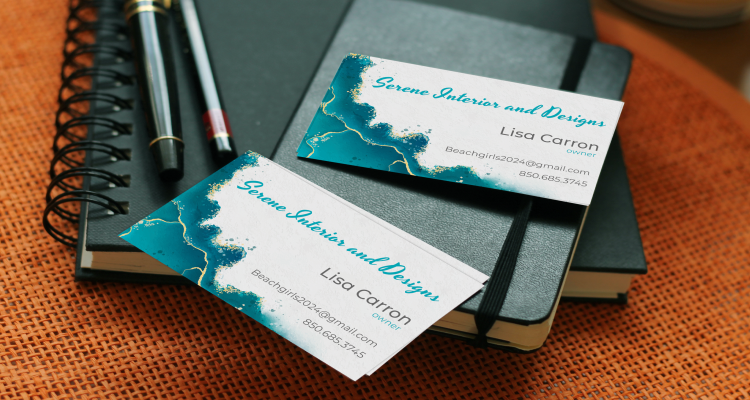 Serene Interior and Designs
Lisa Carron
owner
Beachgirls2024@gmail.com
850.685.3745
Serene Interior and Designs
Lisa Carron
owner
Beachgirls2024@gmail.com
850.685.3745